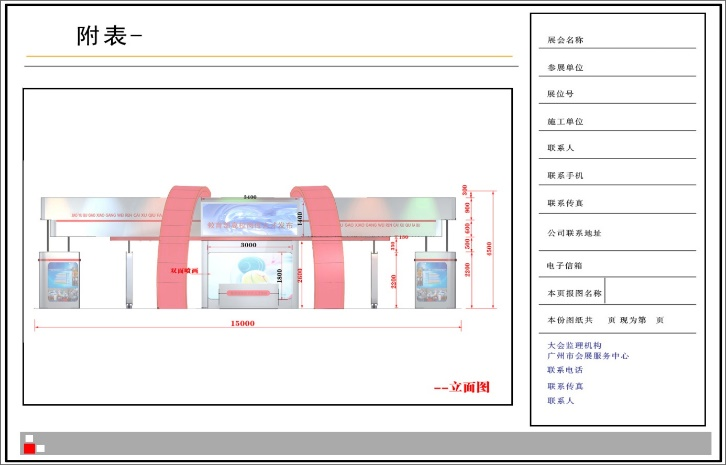 附表-
展会名称
参展单位
展位号
施工单位
联系人
联系手机
联系传真
公司联系地址
电子信箱
本页报图名称
本份图纸共 页 现为第 页
大会监理机构
广州市会展服务中心
联系电话
联系传真
联系人
5400
1400
3000
双面喷画
1800
2600
2200
350
100
900
600
500
2200
4500
15000
--立面图